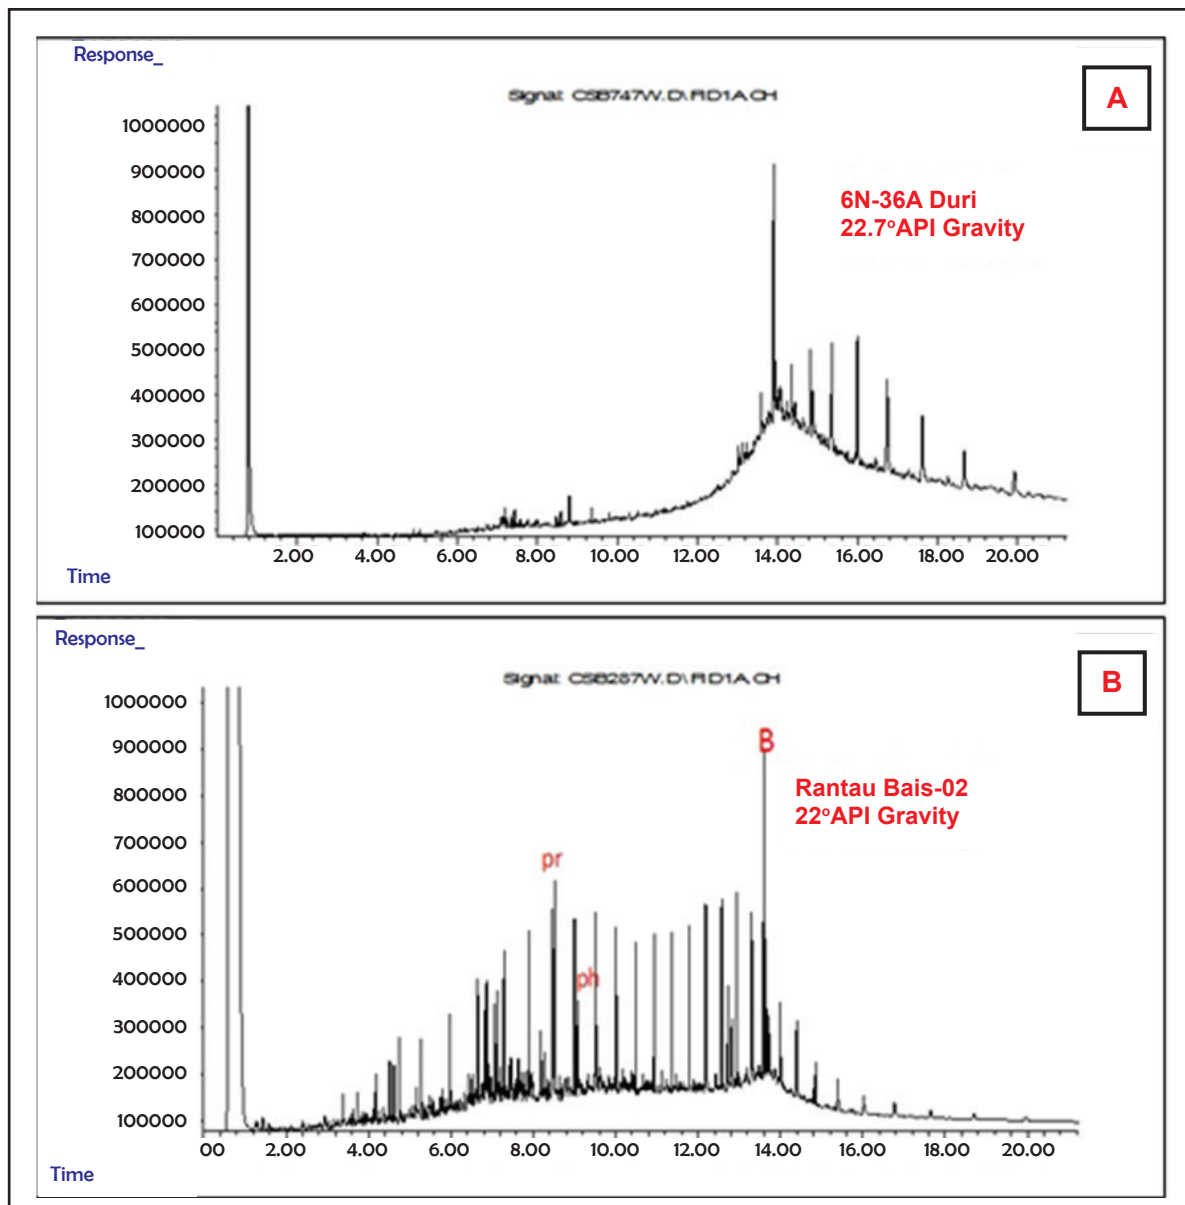 Response_
Signal: CSB747W.D\FID1A.CH
A
1000000
900000
800000
700000
600000
500000
400000
300000
200000
100000
6N-36A Duri
22.7°API Gravity
2.00 4.00 6.00 8.00 10.00 12.00 14.00 16.00 18.00 20.00
Time
Response_
Signal: CSB287W.D\FID1A.CH
B
1000000
900000
800000
700000
600000
500000
400000
300000
200000
100000
B
Rantau Bais-02
22°API Gravity
pr
ph
00 2.00 4.00 6.00 8.00 10.00 12.00 14.00 16.00 18.00 20.00
Time